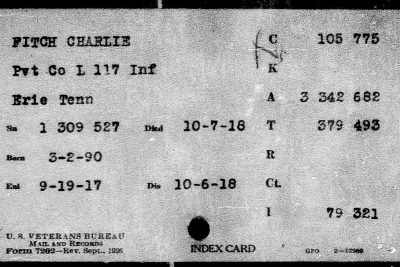 FITCH CHARLIE C 105 775
Pvt Co L 117 Inf K
Erie Tenn A 3 342 682
Sn 1 309 527 Died 10-7-18 T 379 493
Born 3-2-90 R
Enl 9-19-17 Dis 10-6-18 Ct.
I 79 321
U. S. VETERANS BUREAU
MAIL AND RECORDS
Form 7202—Rev. Sept., 1926 INDEX CARD GPO